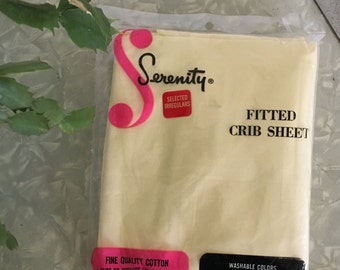 Serenity®
SELECTED
IRREGULARS
FITTED
CRIB SHEET
FINE QUALITY COTTON
WASHABLE COLORS